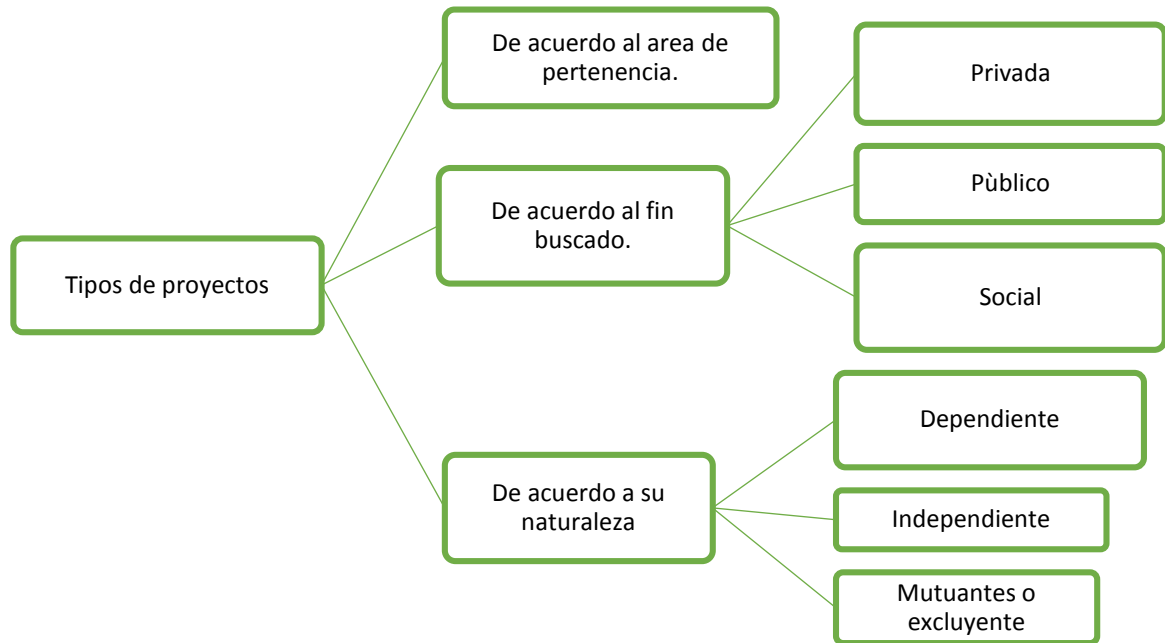 Tipos de proyectos
De acuerdo al area de
pertenencia.
De acuerdo al fin
buscado.
Privada
Pùblico
Social
De acuerdo a su
naturaleza
Dependiente
Independiente
Mutuantes o
excluyente